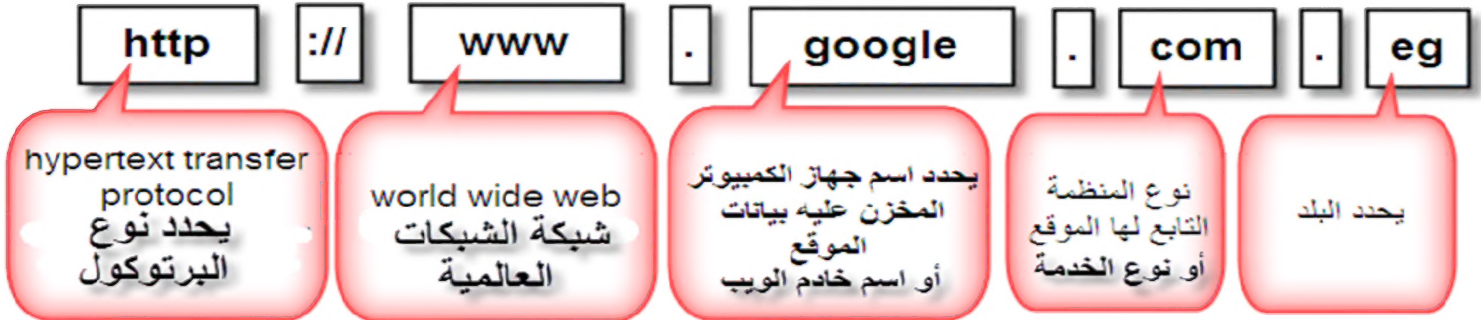 http :// www . google . com . eg
hypertext transfer
protocol
يحدد نوع
البرتوكول
world wide web
شبكة الشبكات
العالمية
يحدد اسم جهاز الكمبيوتر
المخزن عليه بيانات
الموقع
أو اسم خادم الويب
نوع المنظمة
التابع لها الموقع
أو نوع الخدمة
يحدد البلد